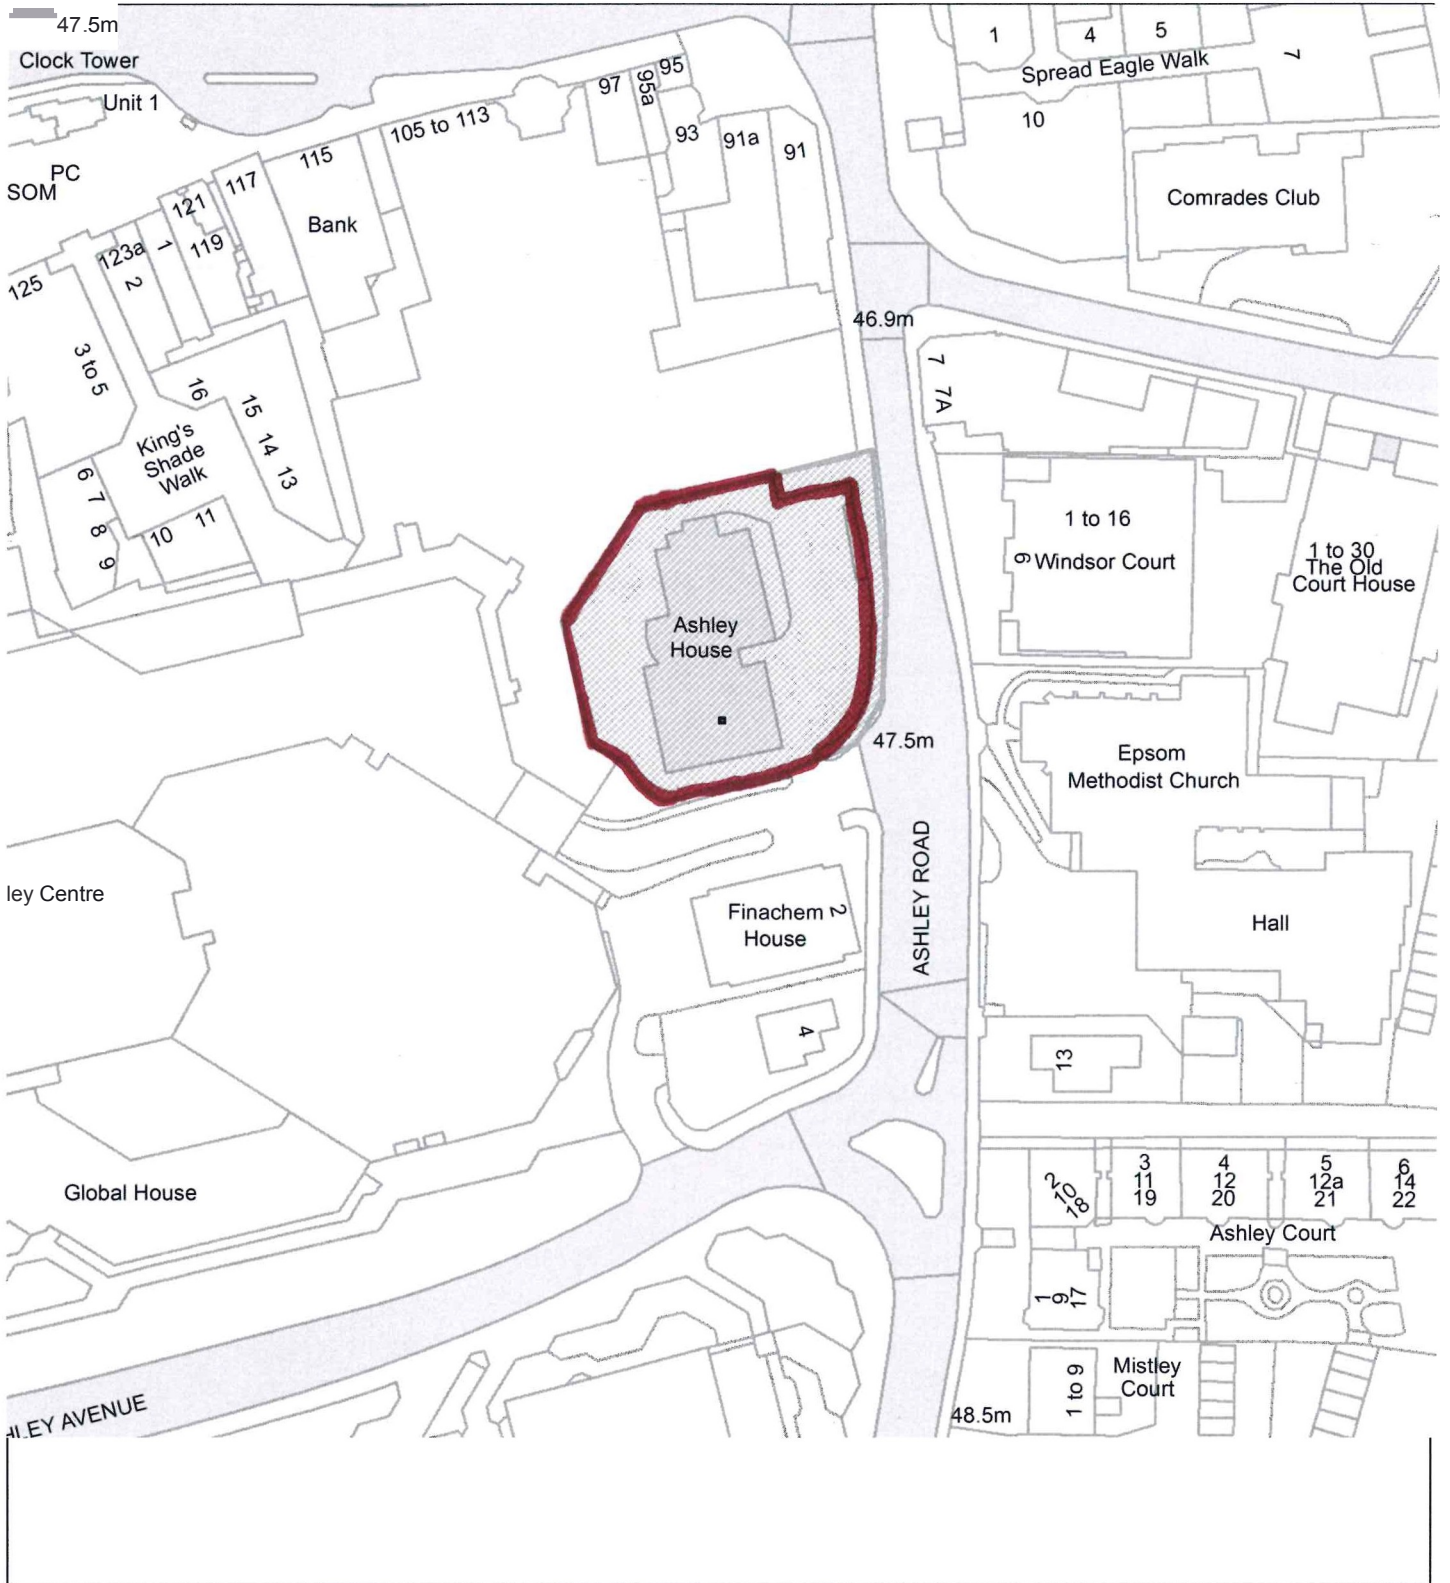 47.5m
Clock Tower
Unit 1
PC
SOM
125
123a
2
1
121
119
117
115
Bank
105 to 113
97
95a
95
93
91a
91
1
4
5
7
Spread Eagle Walk
10
Comrades Club
46.9m
3 to 5
16
15
14
13
King's
Shade
Walk
6
7
8
9
10
11
7
7A
1 to 16
6
Windsor Court
1 to 30
The Old
Court House
Ashley
House
47.5m
Epsom
Methodist Church
ley Centre
ASHLEY ROAD
Finachem
House
2
Hall
4
13
Global House
2
10
18
3
11
19
4
12
20
5
12a
21
6
14
22
Ashley Court
1
9
17
Mistley
Court
1 to 9
48.5m
HLEY AVENUE